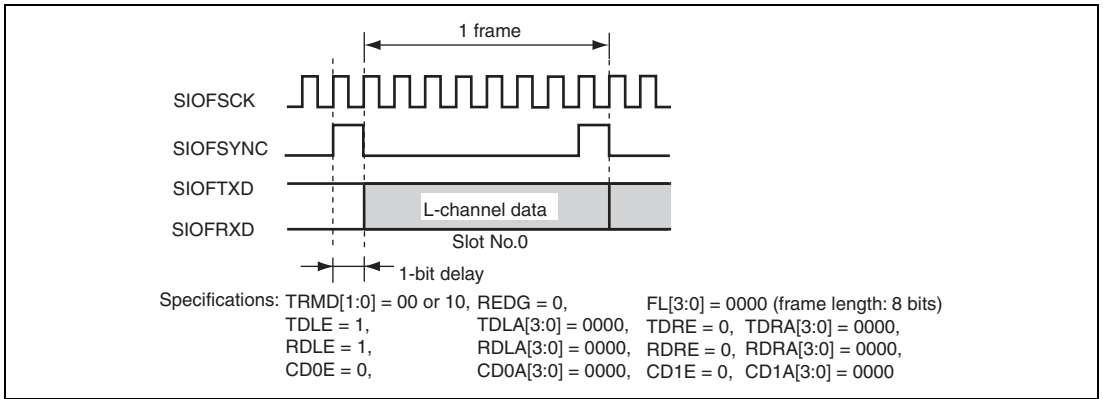 1 frame
SIOFSCK
SIOFSYNC
SIOFTXD
L-channel data
SIOFRXD
Slot No.0
1-bit delay
Specifications: TRMD[1:0] = 00 or 10, REDG = 0, FL[3:0] = 0000 (frame length: 8 bits)
TDLE = 1, TDLA[3:0] = 0000, TDRE = 0, TDRA[3:0] = 0000,
RDLE = 1, RDLA[3:0] = 0000, RDRE = 0, RDRA[3:0] = 0000,
CD0E = 0, CD0A[3:0] = 0000, CD1E = 0, CD1A[3:0] = 0000